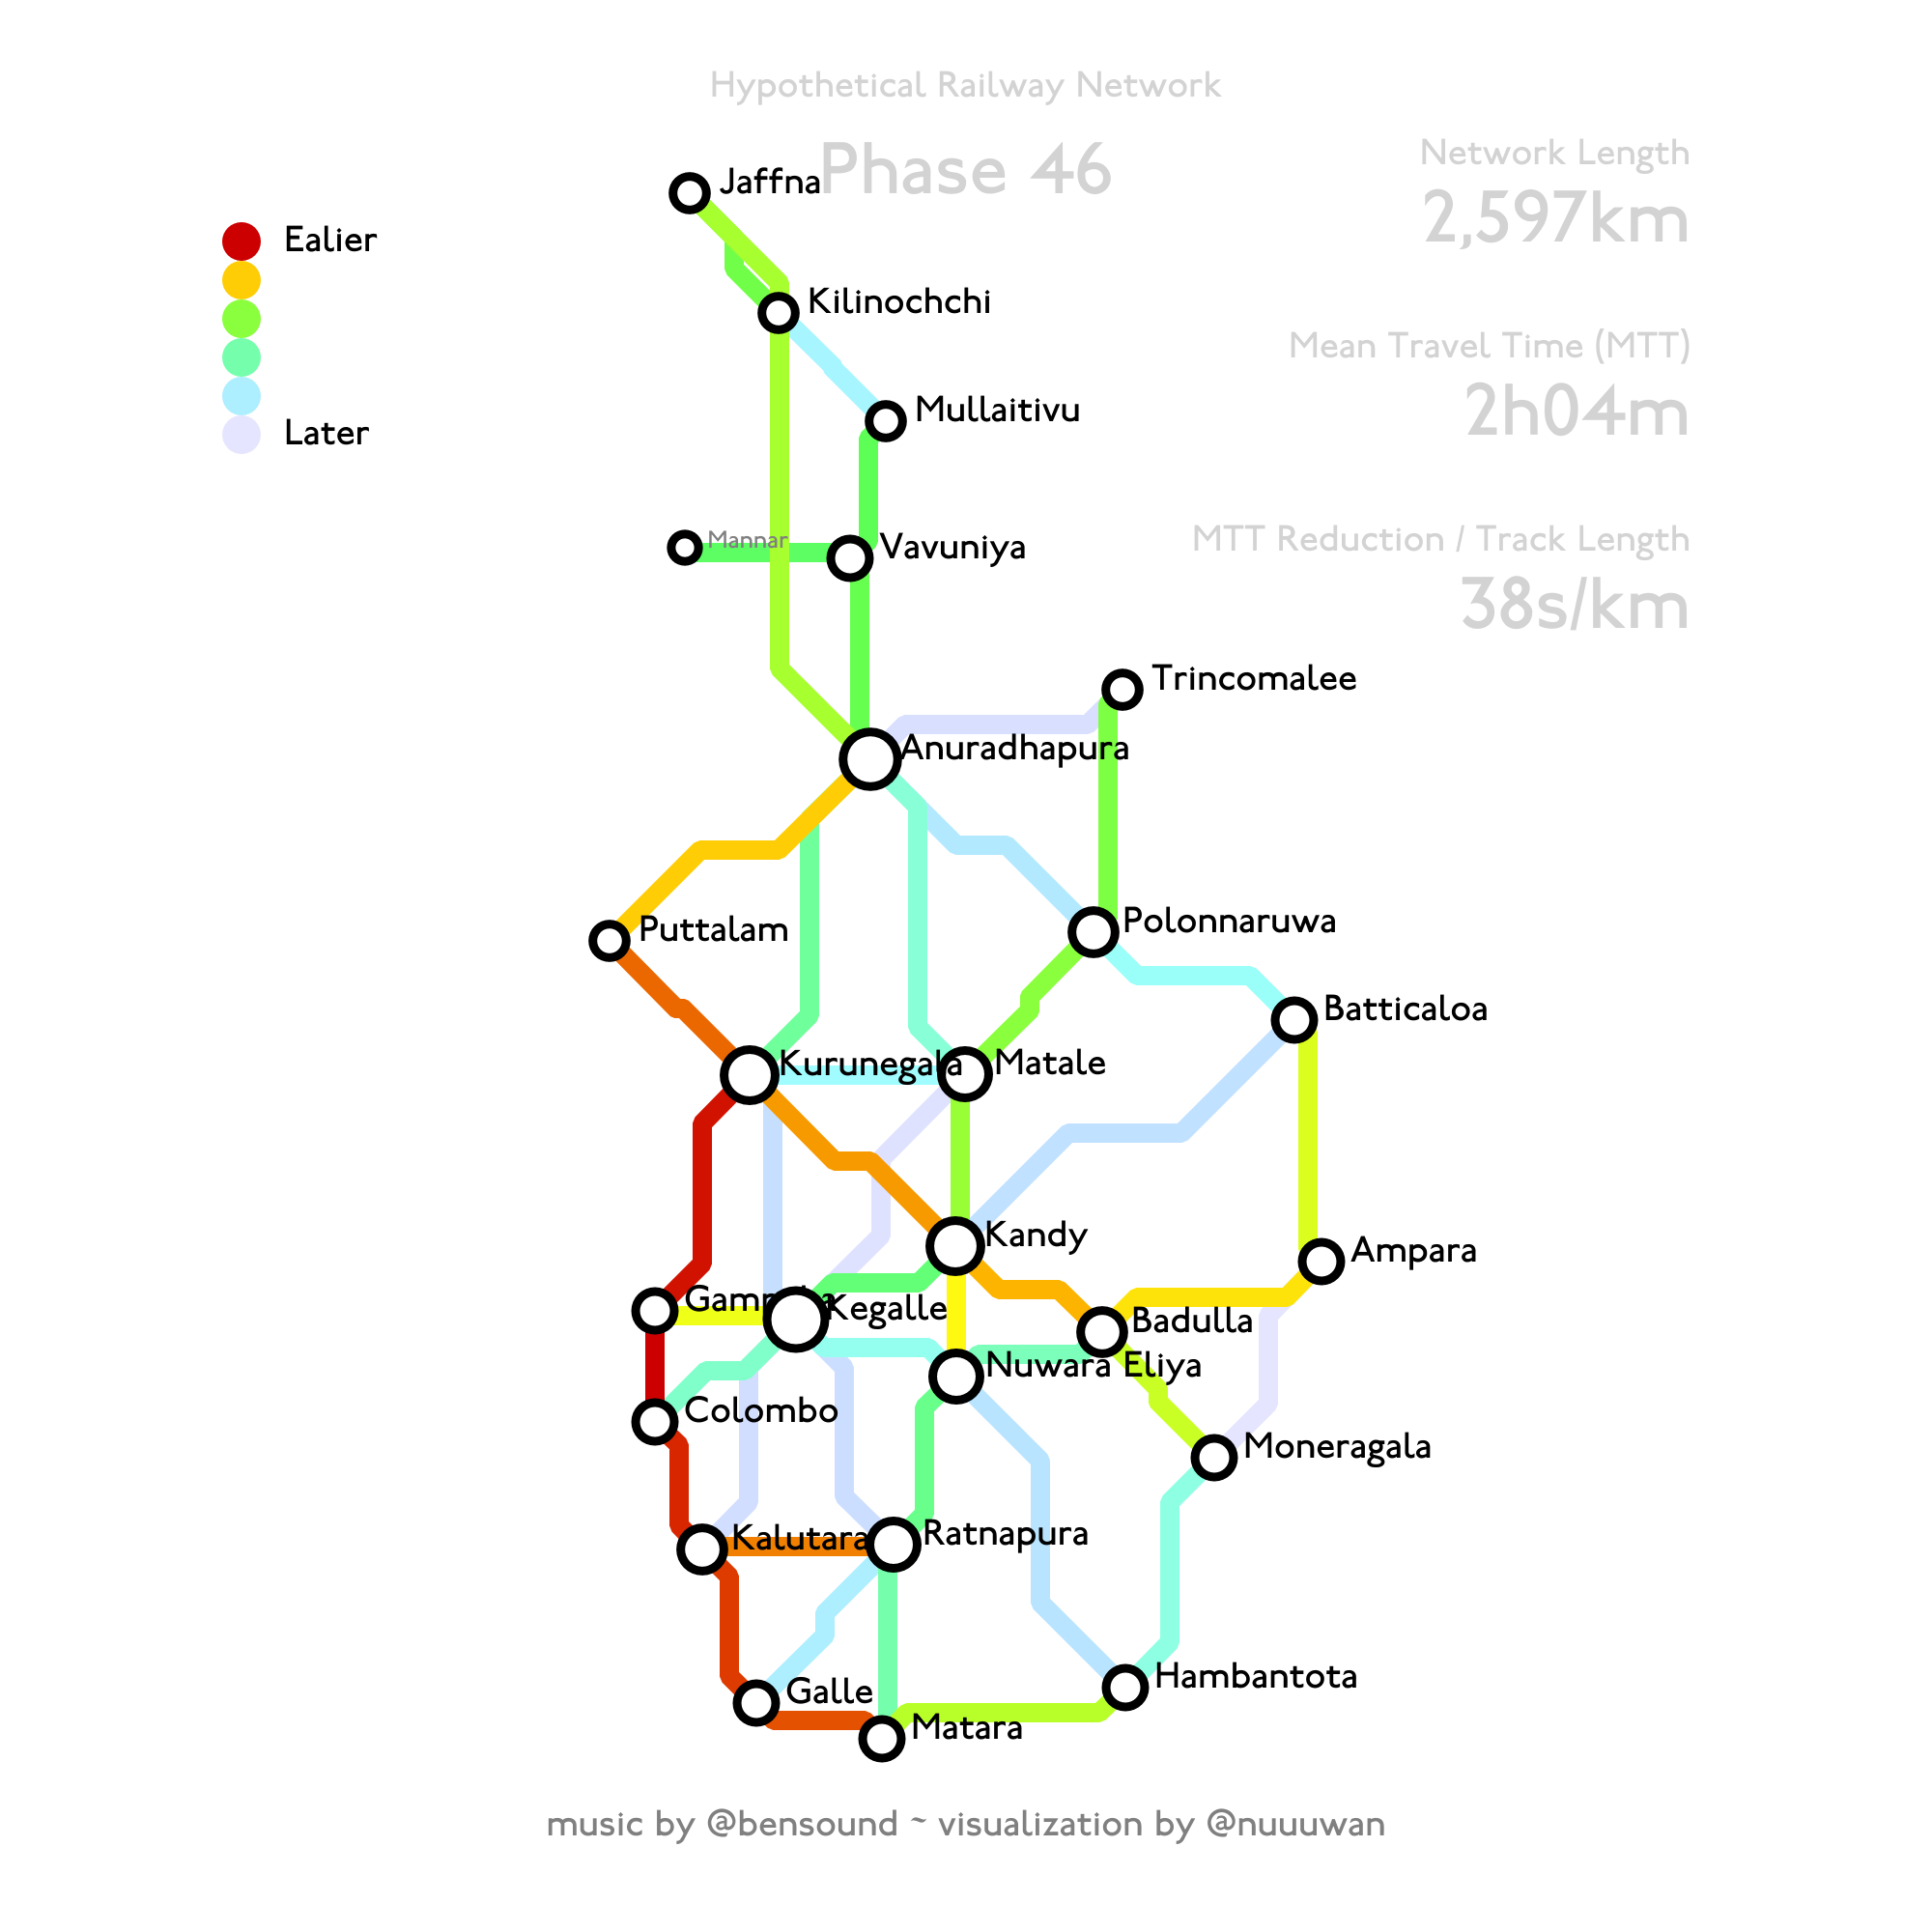 Hypothetical Railway Network
Phase 46
Network Length
2,597km
Mean Travel Time (MTT)
2h04m
MTT Reduction / Track Length
38s/km
Ealier
Later
Jaffna
Kilinochchi
Mullaitivu
Mannar
Vavuniya
Trincomalee
Anuradhapura
Puttalam
Polonnaruwa
Batticaloa
Kurunegala
Matale
Kandy
Ampara
Gampaha
Kegalle
Badulla
Nuwara Eliya
Colombo
Moneragala
Kalutara
Ratnapura
Galle
Hambantota
Matara
music by @bensound ~ visualization by @nuuuwan